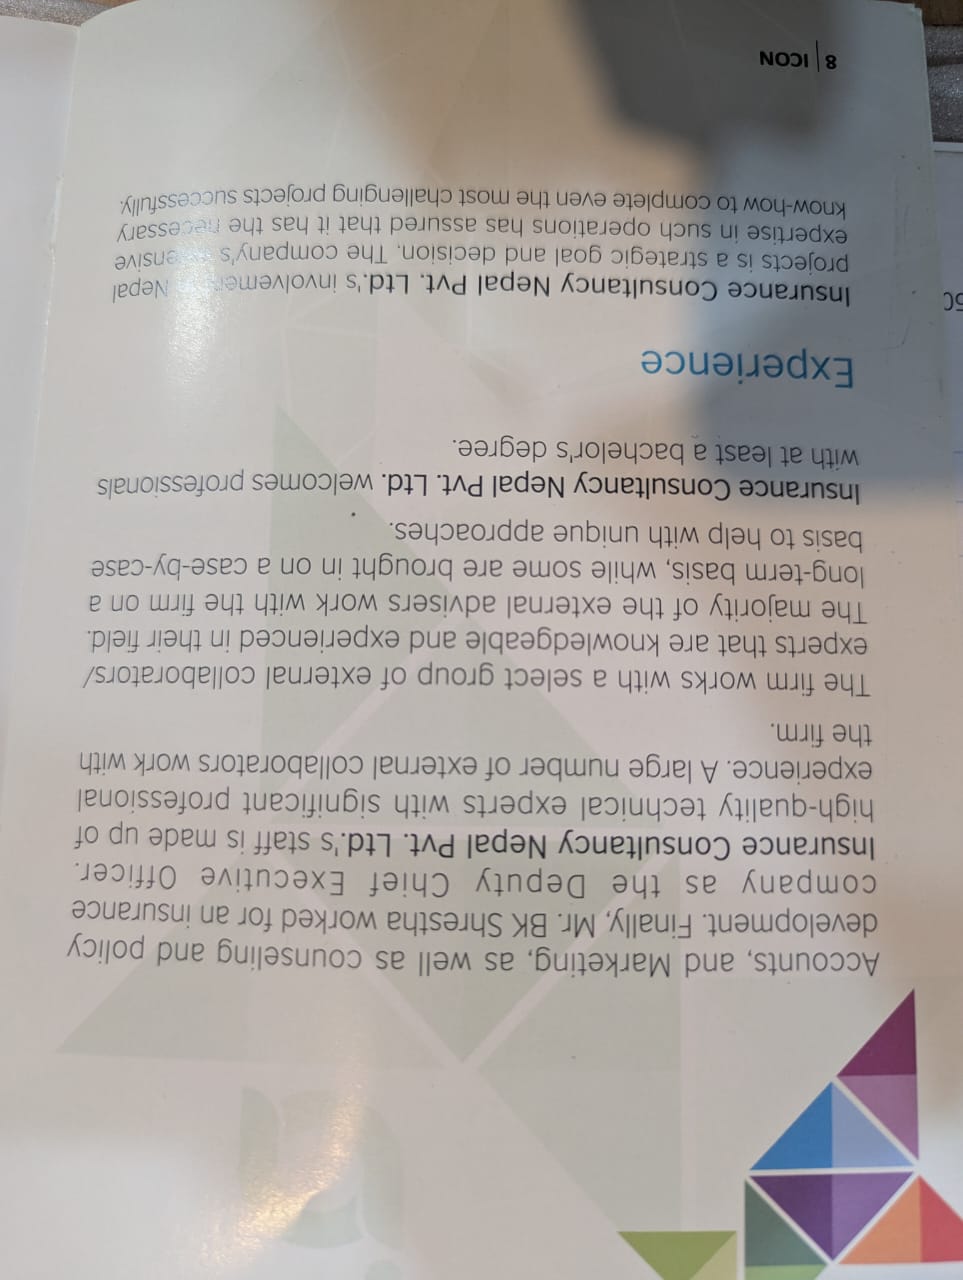 Accounts, and Marketing, as well as counseling and policy
development. Finally, Mr. BK Shrestha worked for an insurance
company as the Deputy Chief Executive Officer.
Insurance Consultancy Nepal Pvt. Ltd.'s staff is made up of
high-quality technical experts with significant professional
experience. A large number of external collaborators work with
the firm.
The firm works with a select group of external collaborators/
experts that are knowledgeable and experienced in their field.
The majority of the external advisers work with the firm on a
long-term basis, while some are brought in on a case-by-case
basis to help with unique approaches.
Insurance Consultancy Nepal Pvt. Ltd. welcomes professionals
with at least a bachelor's degree.
Experience
Insurance Consultancy Nepal Pvt. Ltd.'s Nepal
projects is a strategic goal and decision. The company's
expertise in such operations has assured that it has the necessary
know-how to complete even the most challenging projects successfully.
8 | ICON